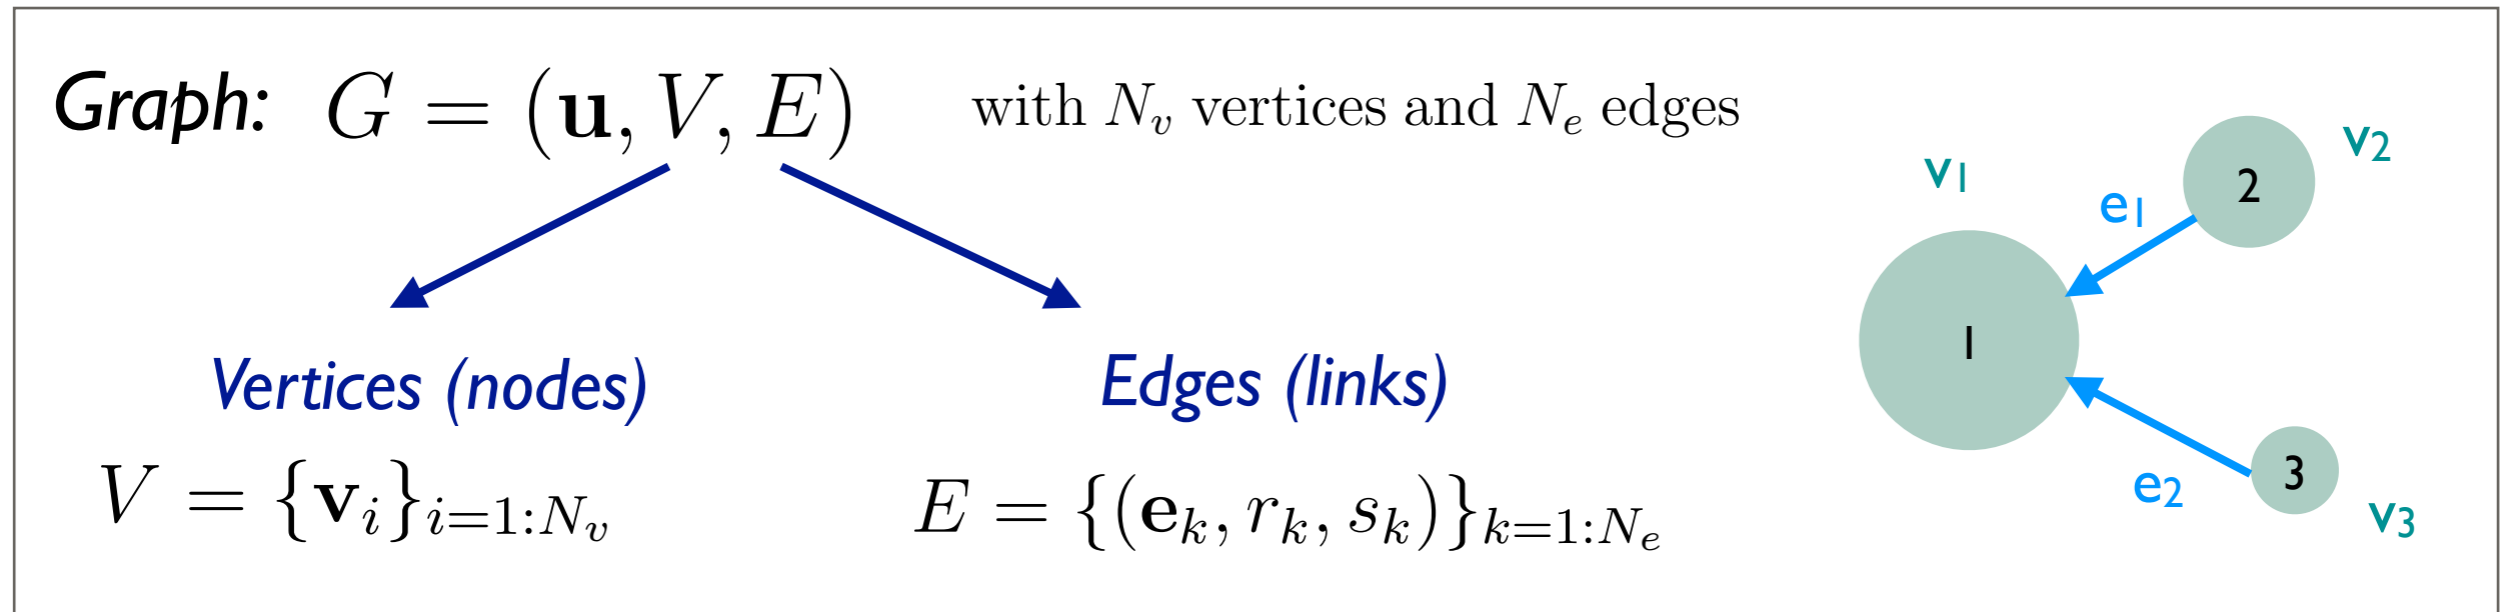 Graph: G = (u, V, E) with N_v vertices and N_e edges
v1
v2
e1
2
1
Vertices (nodes)
Edges (links)
V = {v_i}_{i=1:N_v}
E = {(e_k, r_k, s_k)}_{k=1:N_e}
e2
3
v3